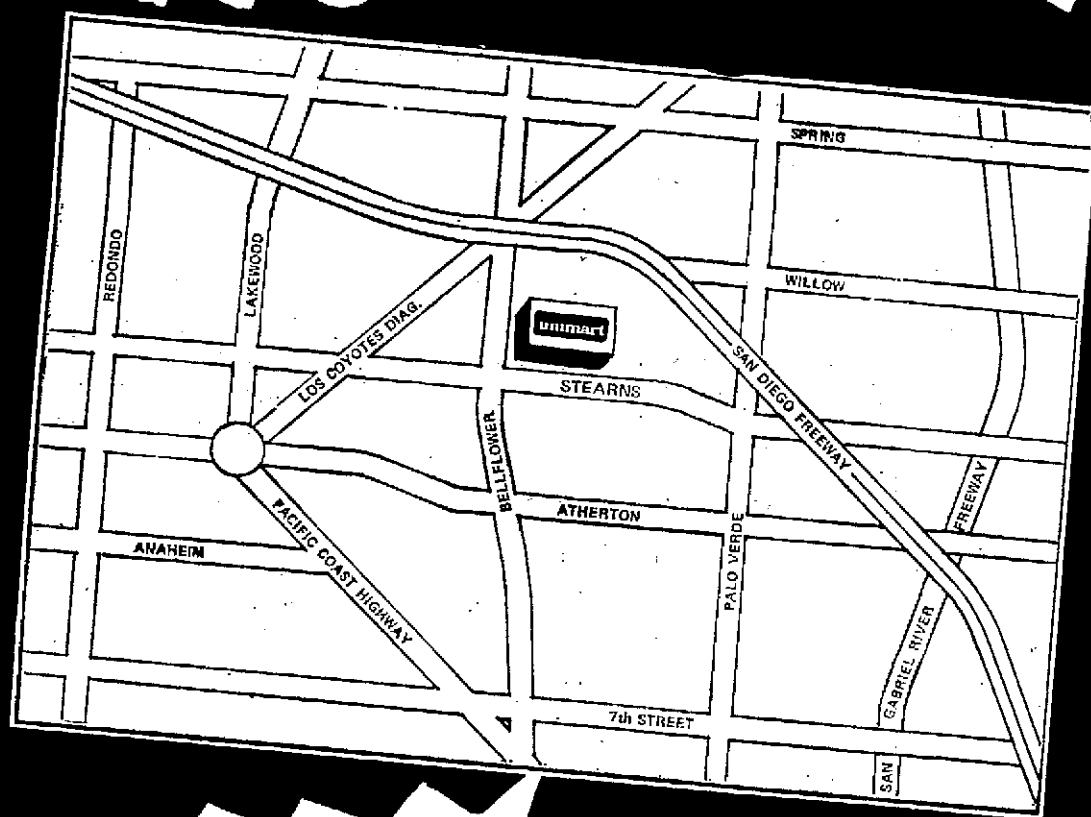 SPRING
REDONDO
LAKEWOOD
WILLOW
LOS COYOTES DIAG.
unimart
SAN DIEGO FREEWAY
STEARNS
BELLFLOWER
ATHERTON
PALO VERDE
ANAHEIM
PACIFIC COAST HIGHWAY
7th STREET
SAN GABRIEL RIVER FREEWAY